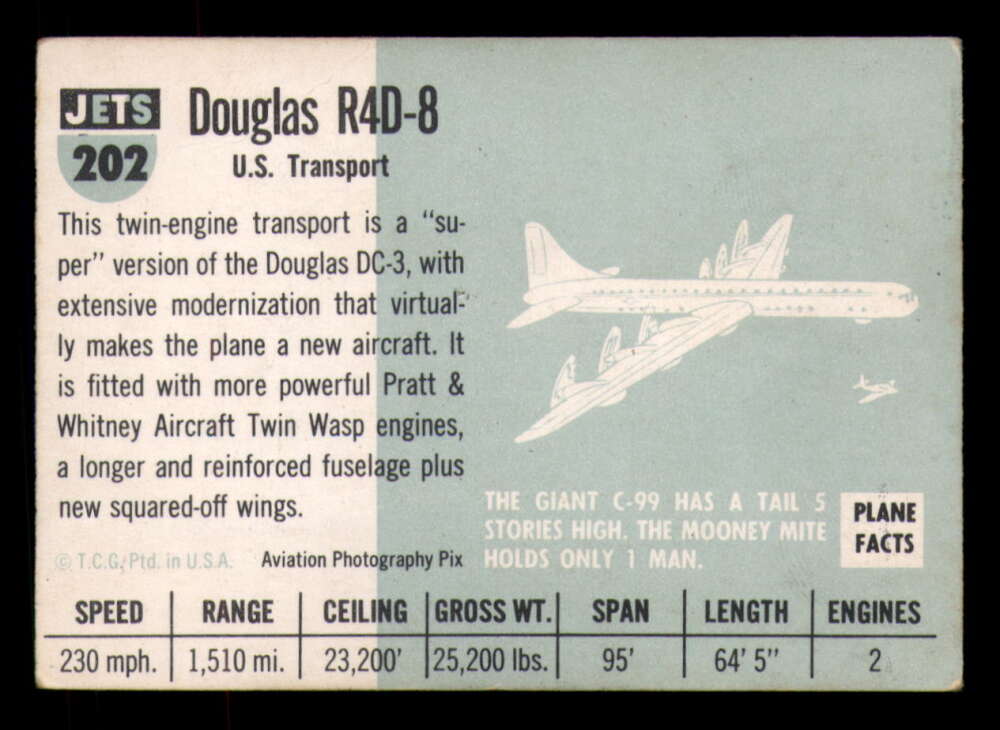 JETS
202
Douglas R4D-8
U.S. Transport
This twin-engine transport is a “su-
per” version of the Douglas DC-3, with
extensive modernization that virtual-
ly makes the plane a new aircraft. It
is fitted with more powerful Pratt &
Whitney Aircraft Twin Wasp engines,
a longer and reinforced fuselage plus
new squared-off wings.
© T.C.G. Ptd. in U.S.A. Aviation Photography Pix
THE GIANT C-99 HAS A TAIL 5
STORIES HIGH. THE MOONEY MITE
HOLDS ONLY 1 MAN.
PLANE
FACTS
SPEED RANGE CEILING GROSS WT. SPAN LENGTH ENGINES
230 mph. 1,510 mi. 23,200' 25,200 lbs. 95' 64' 5" 2